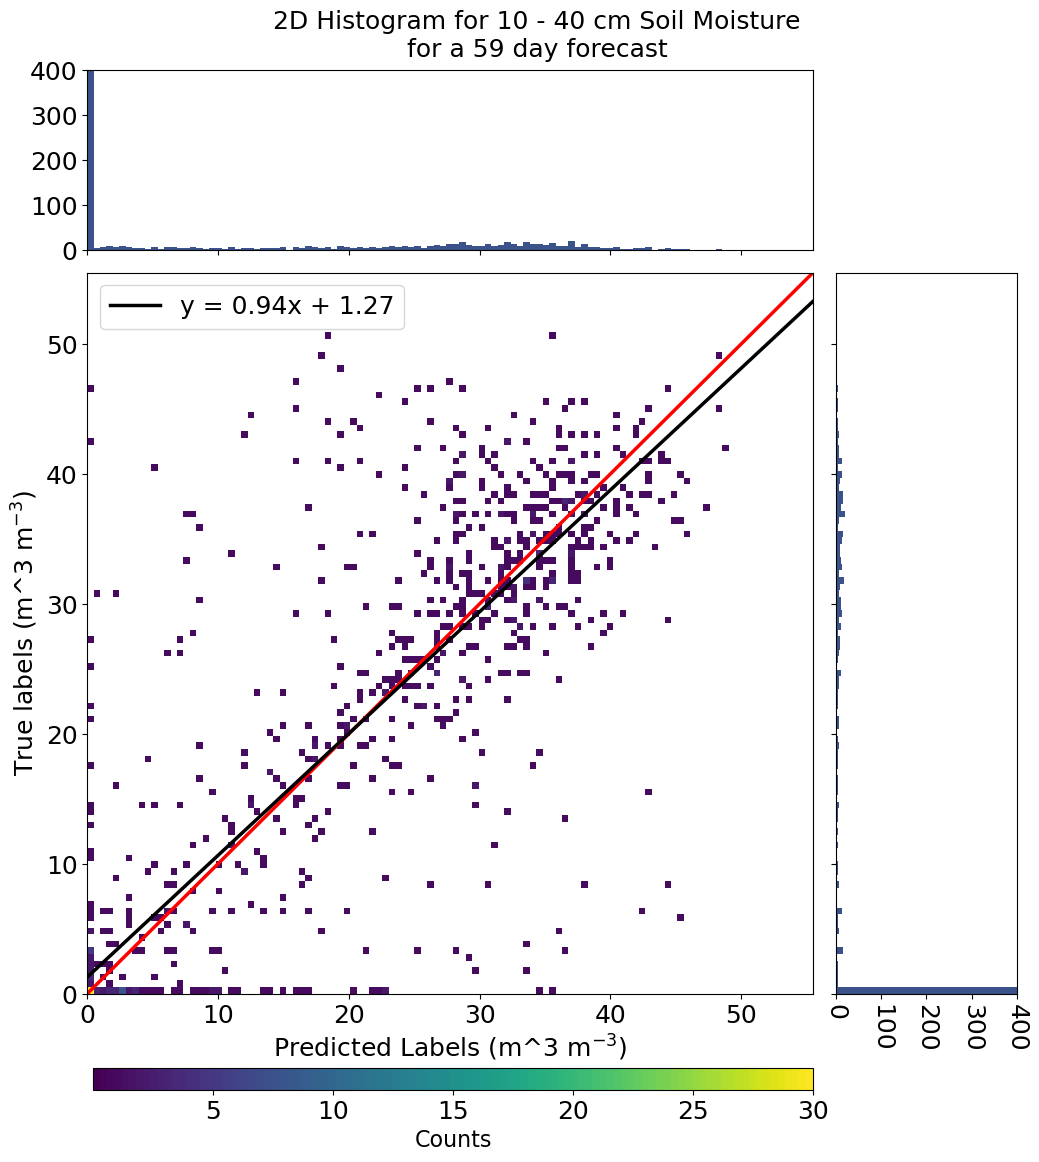 2D Histogram for 10 - 40 cm Soil Moisture
for a 59 day forecast
400
300
200
100
0
y = 0.94x + 1.27
50
40
30
20
10
0
True labels (m^3 m⁻³)
0 10 20 30 40 50
Predicted Labels (m^3 m⁻³)
0 100 200 300 400
5 10 15 20 25 30
Counts